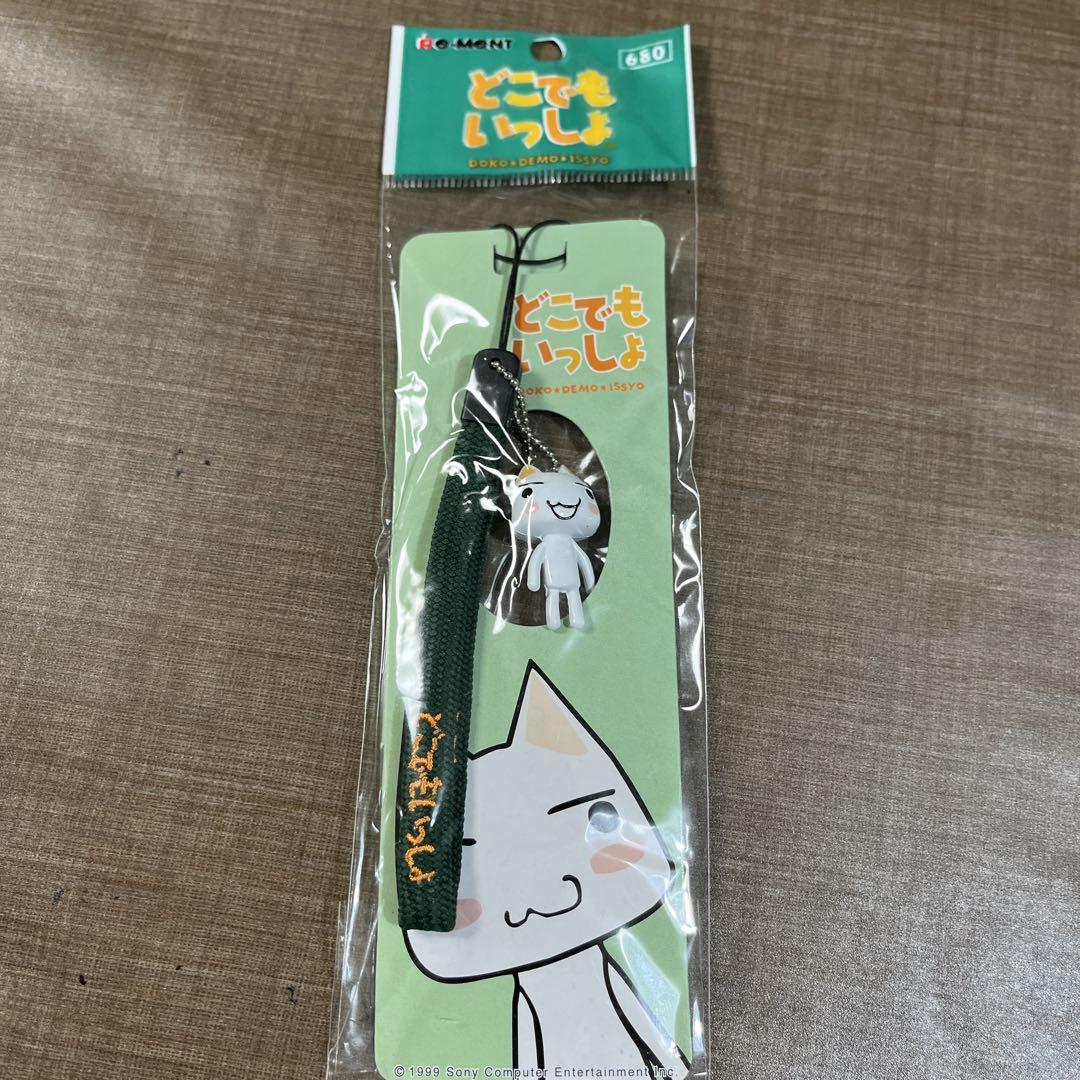 RE-MENT
680
どこでも
いっしょ
DOKO★DEMO★ISSYO
どこでも
いっしょ
DOKO★DEMO★ISSYO
どこでもいっしょ
© 1999 Sony Computer Entertainment Inc.